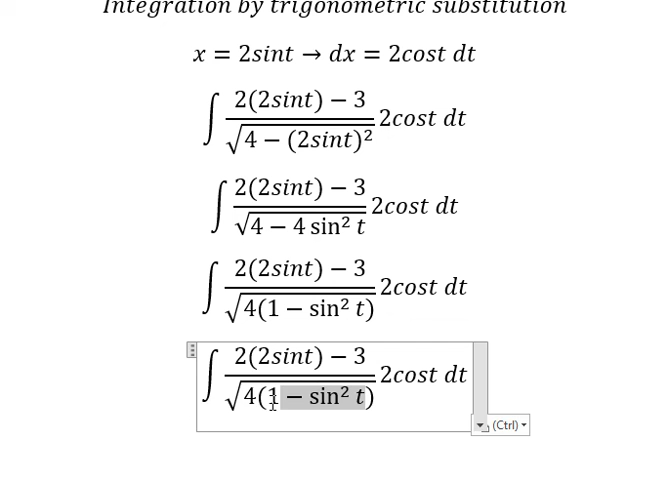 Integration by trigonometric substitution
x = 2sint → dx = 2cost dt
∫ (2(2sint) − 3)/√(4 − (2sint)²) 2cost dt
∫ (2(2sint) − 3)/√(4 − 4 sin² t) 2cost dt
∫ (2(2sint) − 3)/√(4(1 − sin² t)) 2cost dt
∫ (2(2sint) − 3)/√(4(1 − sin² t)) 2cost dt
(Ctrl)